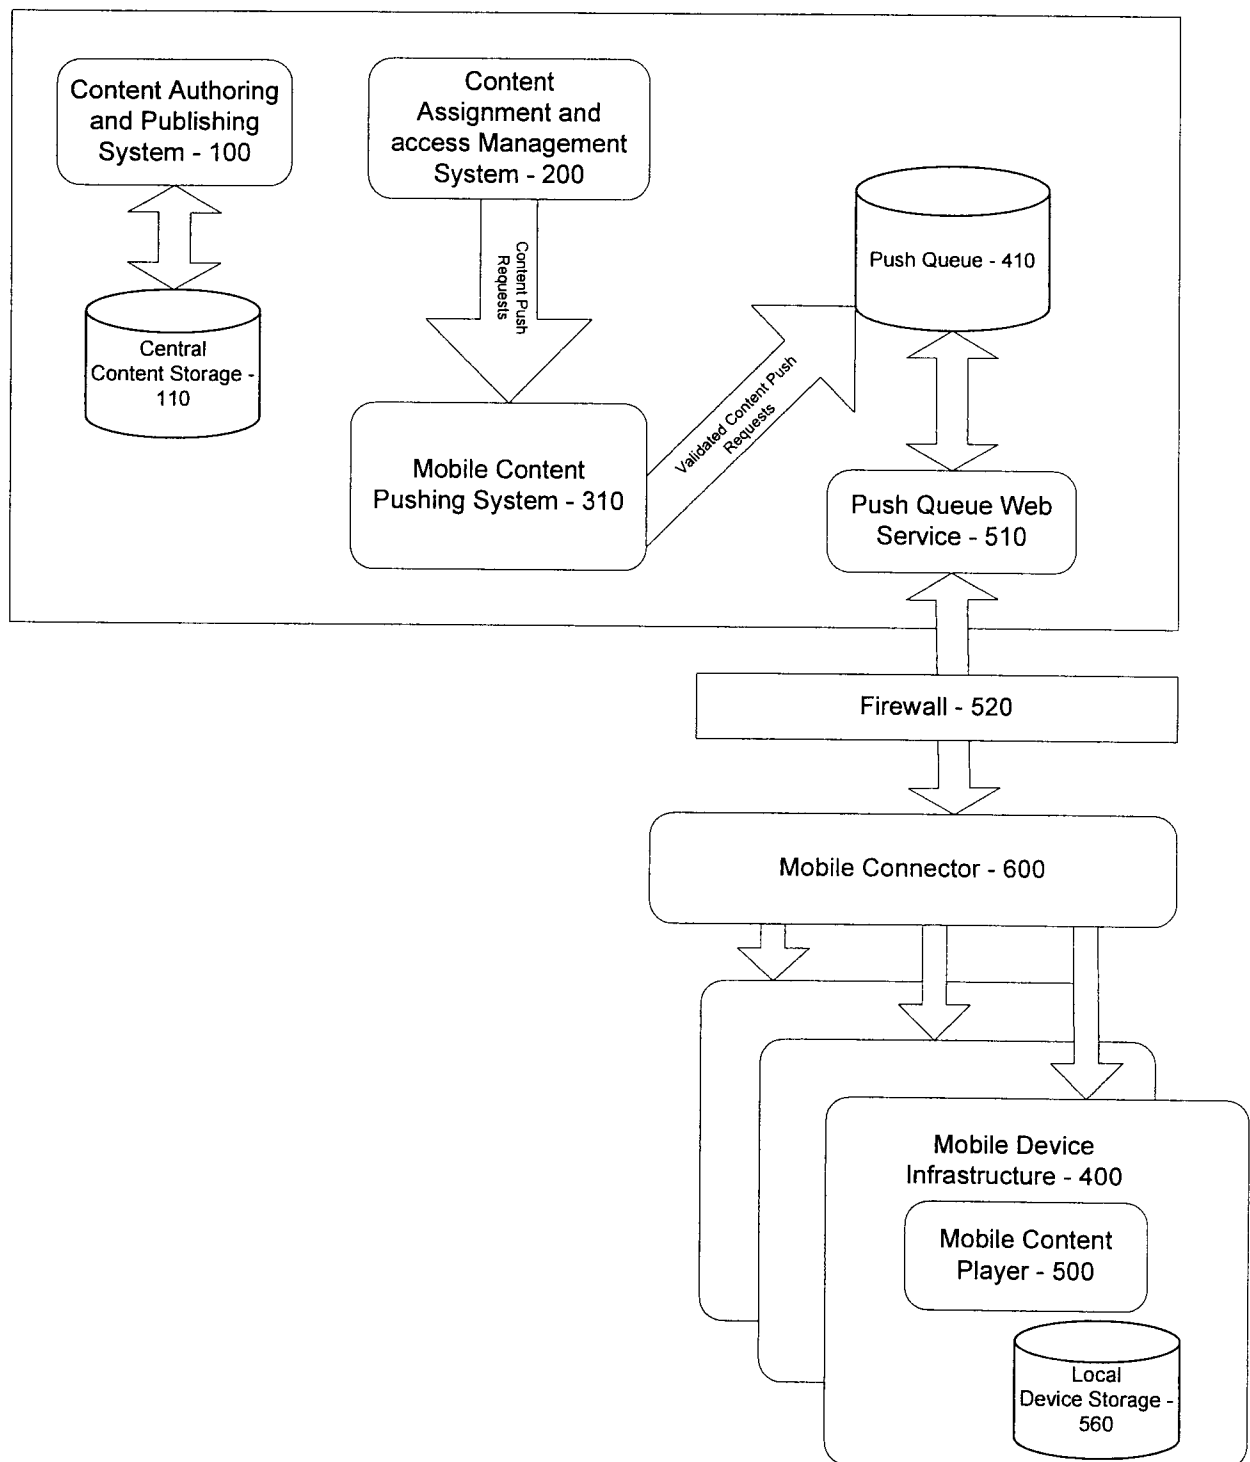 Content Authoring
and Publishing
System - 100
Content
Assignment and
access Management
System - 200
Content Push
Requests
Central
Content Storage -
110
Push Queue - 410
Validated Content Push
Requests
Mobile Content
Pushing System - 310
Push Queue Web
Service - 510
Firewall - 520
Mobile Connector - 600
Mobile Device
Infrastructure - 400
Mobile Content
Player - 500
Local
Device Storage -
560